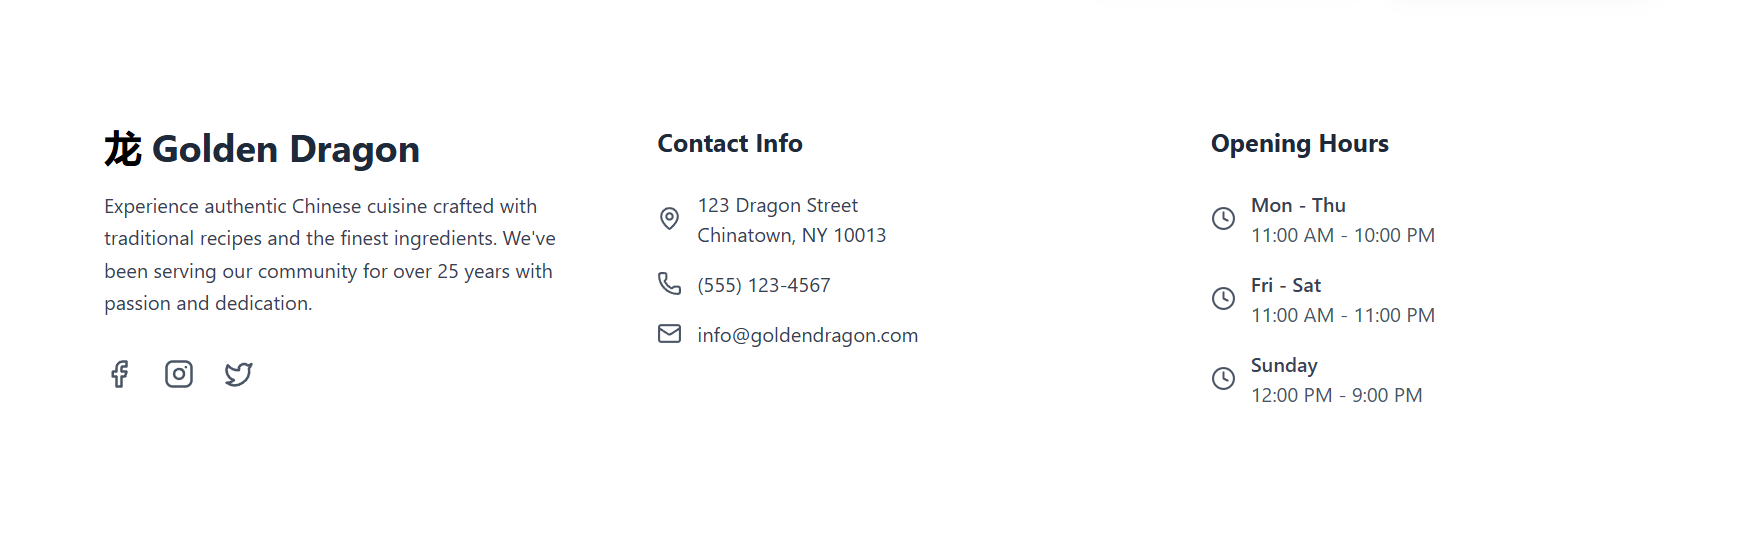 龙 Golden Dragon
Experience authentic Chinese cuisine crafted with
traditional recipes and the finest ingredients. We've
been serving our community for over 25 years with
passion and dedication.
Contact Info
123 Dragon Street
Chinatown, NY 10013
(555) 123-4567
info@goldendragon.com
Opening Hours
Mon - Thu
11:00 AM - 10:00 PM
Fri - Sat
11:00 AM - 11:00 PM
Sunday
12:00 PM - 9:00 PM